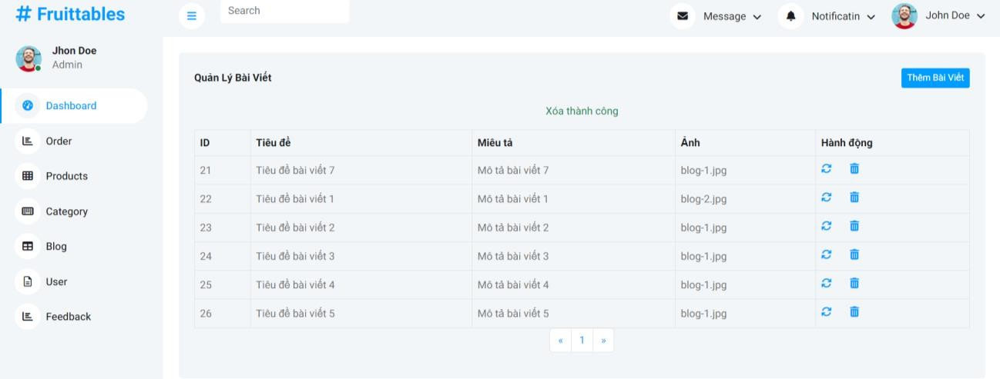 # Fruittables
Search
Message
Notificatin
John Doe
Jhon Doe
Admin
Dashboard
Order
Products
Category
Blog
User
Feedback
Quản Lý Bài Viết
Thêm Bài Viết
Xóa thành công
ID Tiêu đề Miêu tả Ảnh Hành động
21 Tiêu đề bài viết 7 Mô tả bài viết 7 blog-1.jpg
22 Tiêu đề bài viết 1 Mô tả bài viết 1 blog-2.jpg
23 Tiêu đề bài viết 2 Mô tả bài viết 2 blog-1.jpg
24 Tiêu đề bài viết 3 Mô tả bài viết 3 blog-1.jpg
25 Tiêu đề bài viết 4 Mô tả bài viết 4 blog-1.jpg
26 Tiêu đề bài viết 5 Mô tả bài viết 5 blog-1.jpg
« 1 »